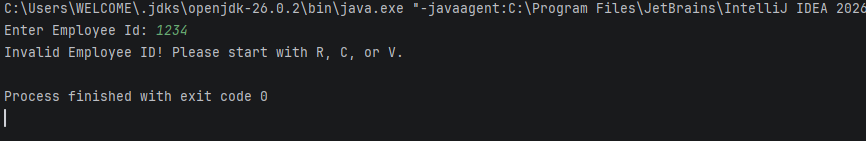 C:\Users\WELCOME\.jdks\openjdk-26.0.2\bin\java.exe "-javaagent:C:\Program Files\JetBrains\IntelliJ IDEA 2026
Enter Employee Id: 1234
Invalid Employee ID! Please start with R, C, or V.
Process finished with exit code 0